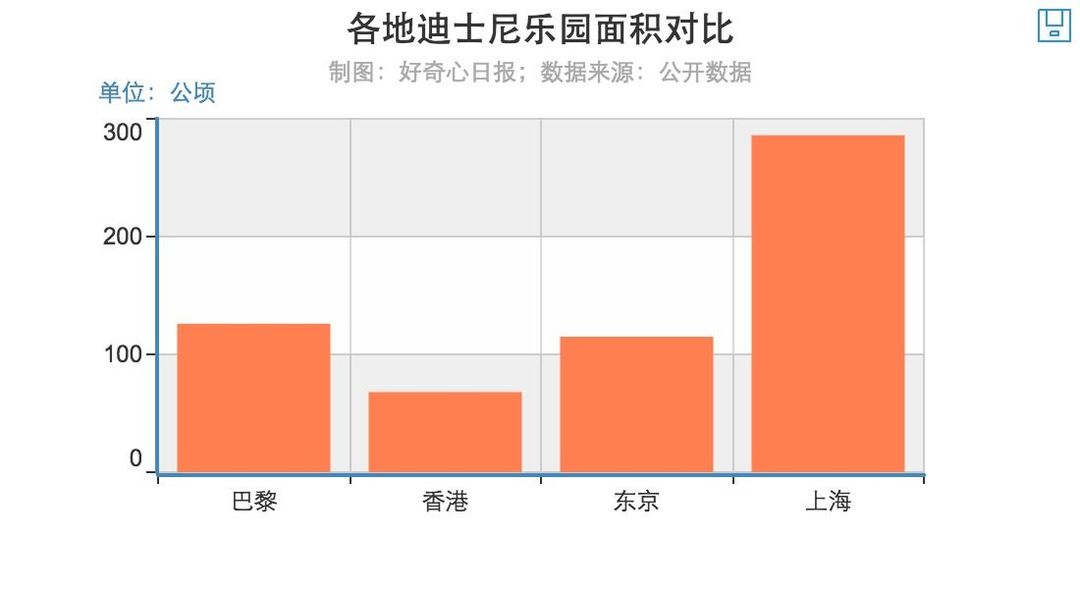 各地迪士尼乐园面积对比
制图：好奇心日报；数据来源：公开数据
单位：公顷
300
200
100
0
巴黎 香港 东京 上海